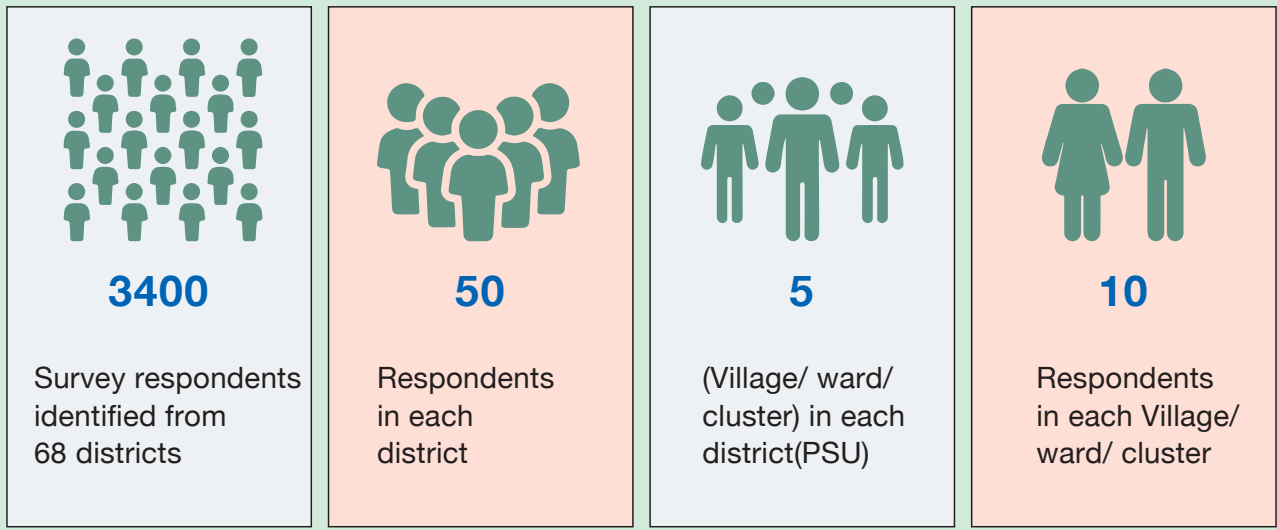 3400
Survey respondents
identified from
68 districts
50
Respondents
in each
district
5
(Village/ ward/
cluster) in each
district(PSU)
10
Respondents
in each Village/
ward/ cluster